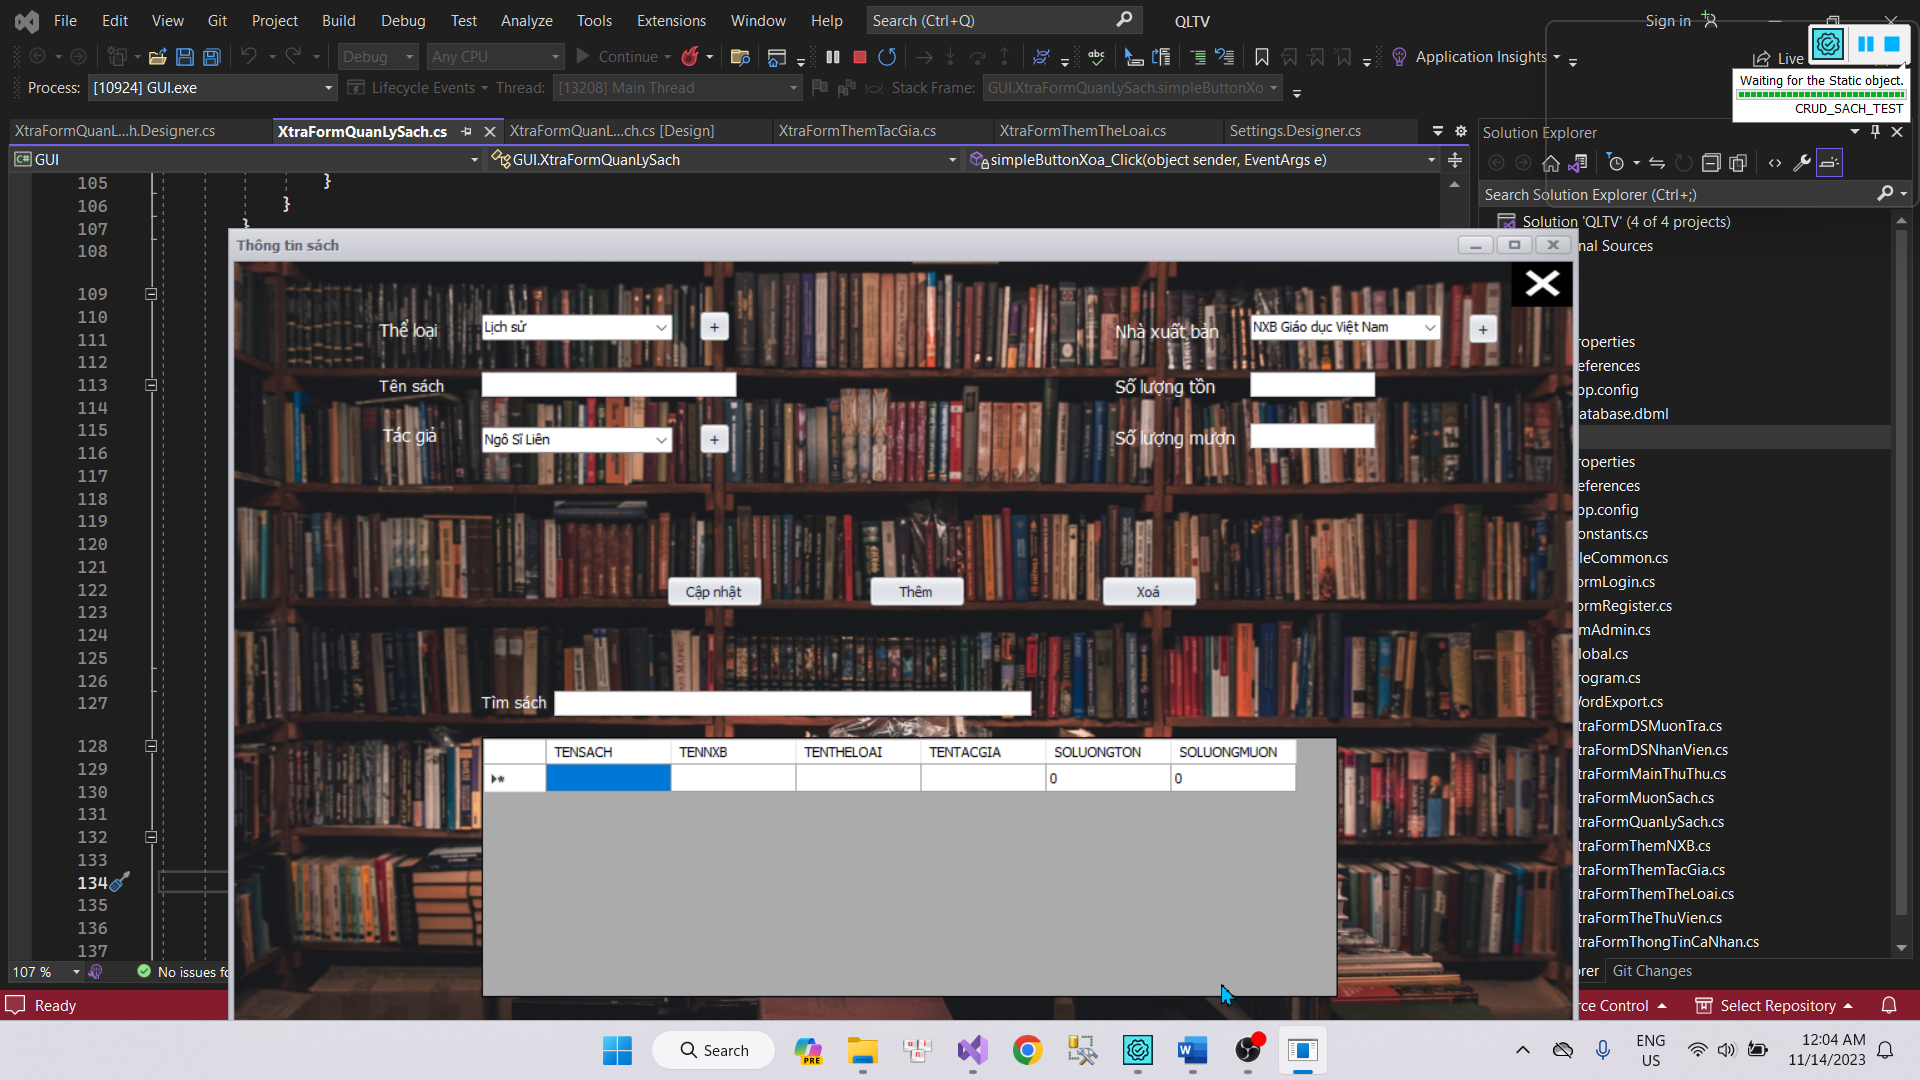 File Edit View Git Project Build Debug Test Analyze Tools Extensions Window Help Search (Ctrl+Q) QLTV Sign in
Debug Any CPU Continue Application Insights Live
Process: [10924] GUI.exe Lifecycle Events Thread: [13208] Main Thread Stack Frame: GUI.XtraFormQuanLySach.simpleButtonXo
Waiting for the Static object.
CRUD_SACH_TEST
XtraFormQuanL...h.Designer.cs XtraFormQuanLySach.cs XtraFormQuanL...ch.cs [Design] XtraFormThemTacGia.cs XtraFormThemTheLoai.cs Settings.Designer.cs
GUI GUI.XtraFormQuanLySach simpleButtonXoa_Click(object sender, EventArgs e)
105 }
106 }
107
108
109
110
111
112
113
114
115
116
117
118
119
120
121
122
123
124
125
126
127
128
129
130
131
132
133
134
135
136
137
107 % No issues fo
Ready
Thông tin sách
Thể loại Lịch sử + Nhà xuất bản NXB Giáo dục Việt Nam +
Tên sách Số lượng tồn
Tác giả Ngô Sĩ Liên + Số lượng mượn
Cập nhật Thêm Xoá
Tìm sách
TENSACH TENNXB TENTHELOAI TENTACGIA SOLUONGTON SOLUONGMUON
0 0
Solution Explorer
Search Solution Explorer (Ctrl+;)
Solution 'QLTV' (4 of 4 projects)
nal Sources
roperties
eferences
pp.config
atabase.dbml
roperties
eferences
pp.config
onstants.cs
leCommon.cs
ormLogin.cs
ormRegister.cs
mAdmin.cs
lobal.cs
rogram.cs
VordExport.cs
traFormDSMuonTra.cs
traFormDSNhanVien.cs
traFormMainThuThu.cs
traFormMuonSach.cs
traFormQuanLySach.cs
traFormThemNXB.cs
traFormThemTacGia.cs
traFormThemTheLoai.cs
traFormTheThuVien.cs
traFormThongTinCaNhan.cs
rer Git Changes
rce Control Select Repository
Search
PRE
ENG
US
12:04 AM
11/14/2023